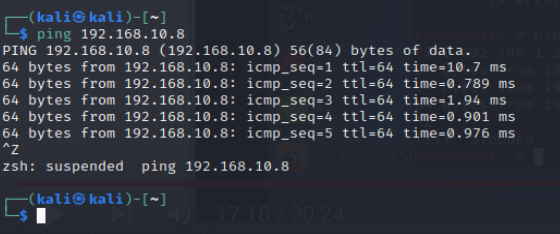 ┌──(kali㉿kali)-[~]
└─$ ping 192.168.10.8
PING 192.168.10.8 (192.168.10.8) 56(84) bytes of data.
64 bytes from 192.168.10.8: icmp_seq=1 ttl=64 time=10.7 ms
64 bytes from 192.168.10.8: icmp_seq=2 ttl=64 time=0.789 ms
64 bytes from 192.168.10.8: icmp_seq=3 ttl=64 time=1.94 ms
64 bytes from 192.168.10.8: icmp_seq=4 ttl=64 time=0.901 ms
64 bytes from 192.168.10.8: icmp_seq=5 ttl=64 time=0.976 ms
^Z
zsh: suspended  ping 192.168.10.8
┌──(kali㉿kali)-[~]
└─$
17:18 / 30:24